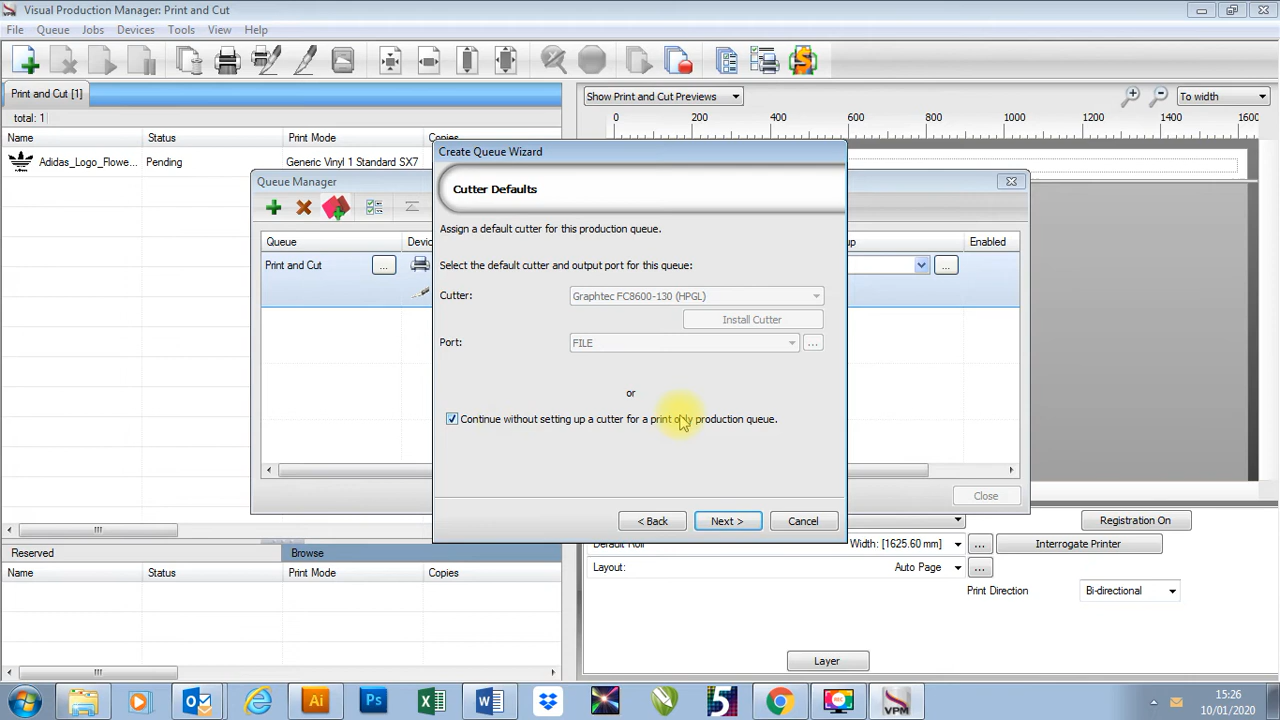 Visual Production Manager: Print and Cut
File Queue Jobs Devices Tools View Help
Print and Cut [1]
Show Print and Cut Previews
To width
total: 1
0 200 400 600 800 1000 1200 1400 1600
Name Status Print Mode Copies
Adidas_Logo_Flowe... Pending Generic Vinyl 1 Standard SX7
Create Queue Wizard
Queue Manager
Cutter Defaults
Assign a default cutter for this production queue.
Queue Enabled
Print and Cut ...
...
Select the default cutter and output port for this queue:
Cutter: Graphtec FC8600-130 (HPGL)
Install Cutter
Port: FILE ...
or
Continue without setting up a cutter for a print only production queue.
Close
< Back Next > Cancel
Registration On
Reserved Browse
Width: [1625.60 mm] ... Interrogate Printer
Name Status Print Mode Copies
Layout: Auto Page ...
Print Direction Bi-directional
Layer
Ai Ps 5 VPM
15:26
10/01/2020